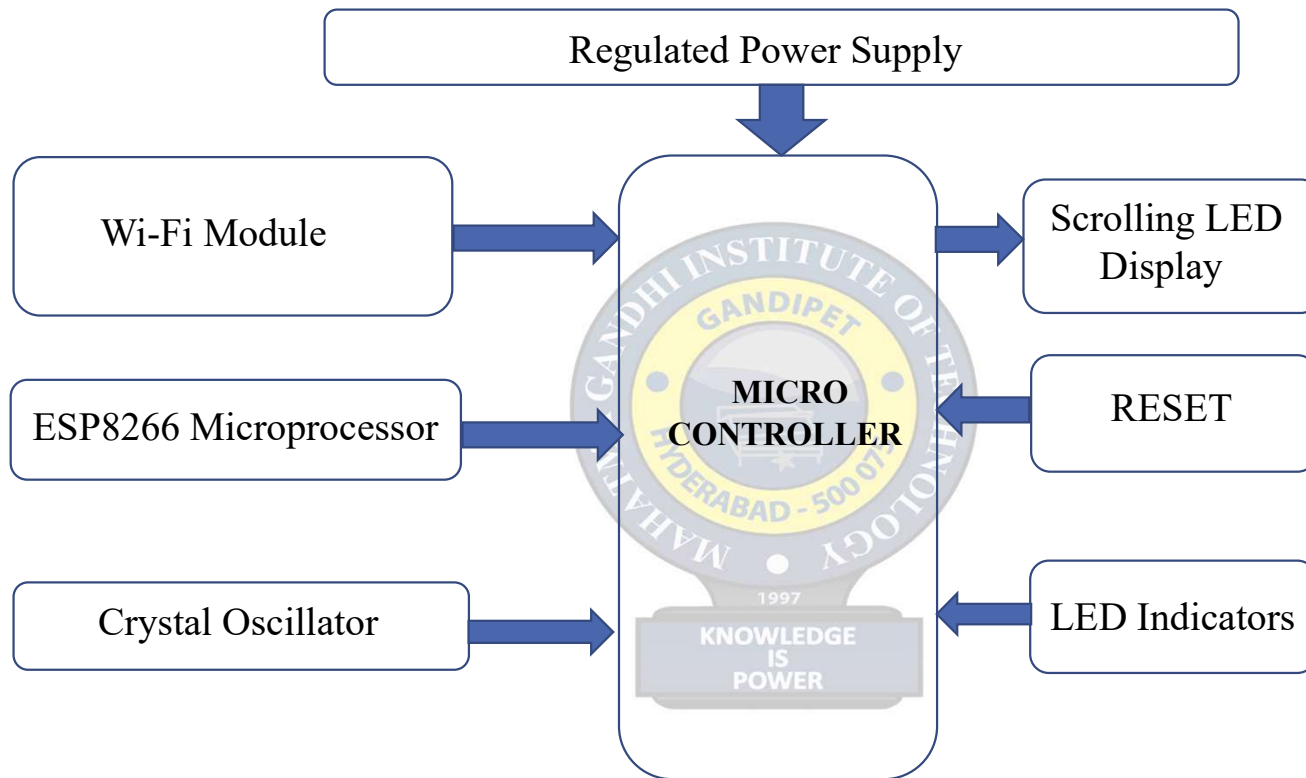 Regulated Power Supply
Wi-Fi Module
Scrolling LED
Display
MAHATMA GANDHI INSTITUTE OF TECHNOLOGY
GANDIPET
HYDERABAD - 500 075
MICRO
CONTROLLER
ESP8266 Microprocessor
RESET
Crystal Oscillator
LED Indicators
1997
KNOWLEDGE
IS
POWER